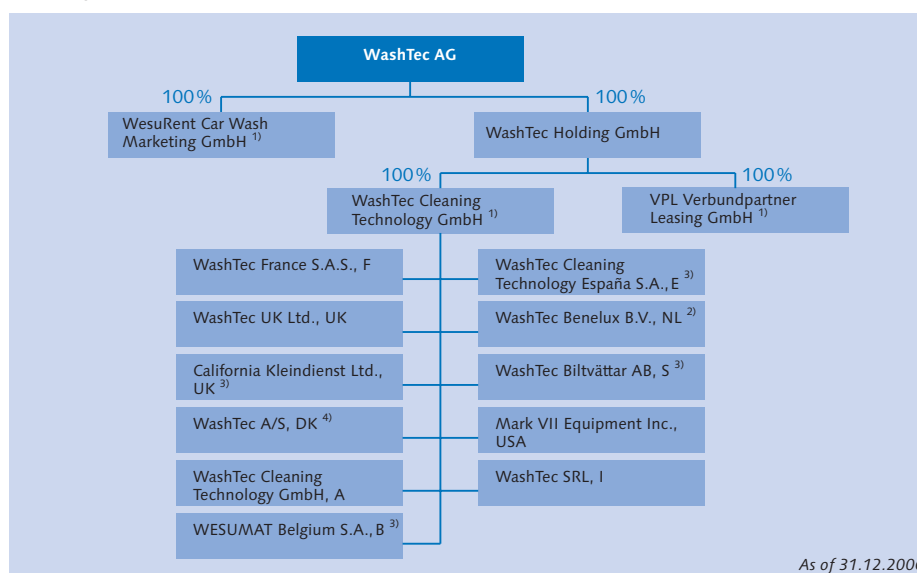 WashTec AG
100%
100%
WesuRent Car Wash
Marketing GmbH 1)
WashTec Holding GmbH
100%
100%
WashTec Cleaning
Technology GmbH 1)
VPL Verbundpartner
Leasing GmbH 1)
WashTec France S.A.S., F
WashTec Cleaning
Technology España S.A., E 3)
WashTec UK Ltd., UK
WashTec Benelux B.V., NL 2)
California Kleindienst Ltd.,
UK 3)
WashTec Biltvättar AB, S 3)
WashTec A/S, DK 4)
Mark VII Equipment Inc.,
USA
WashTec Cleaning
Technology GmbH, A
WashTec SRL, I
WESUMAT Belgium S.A., B 3)
As of